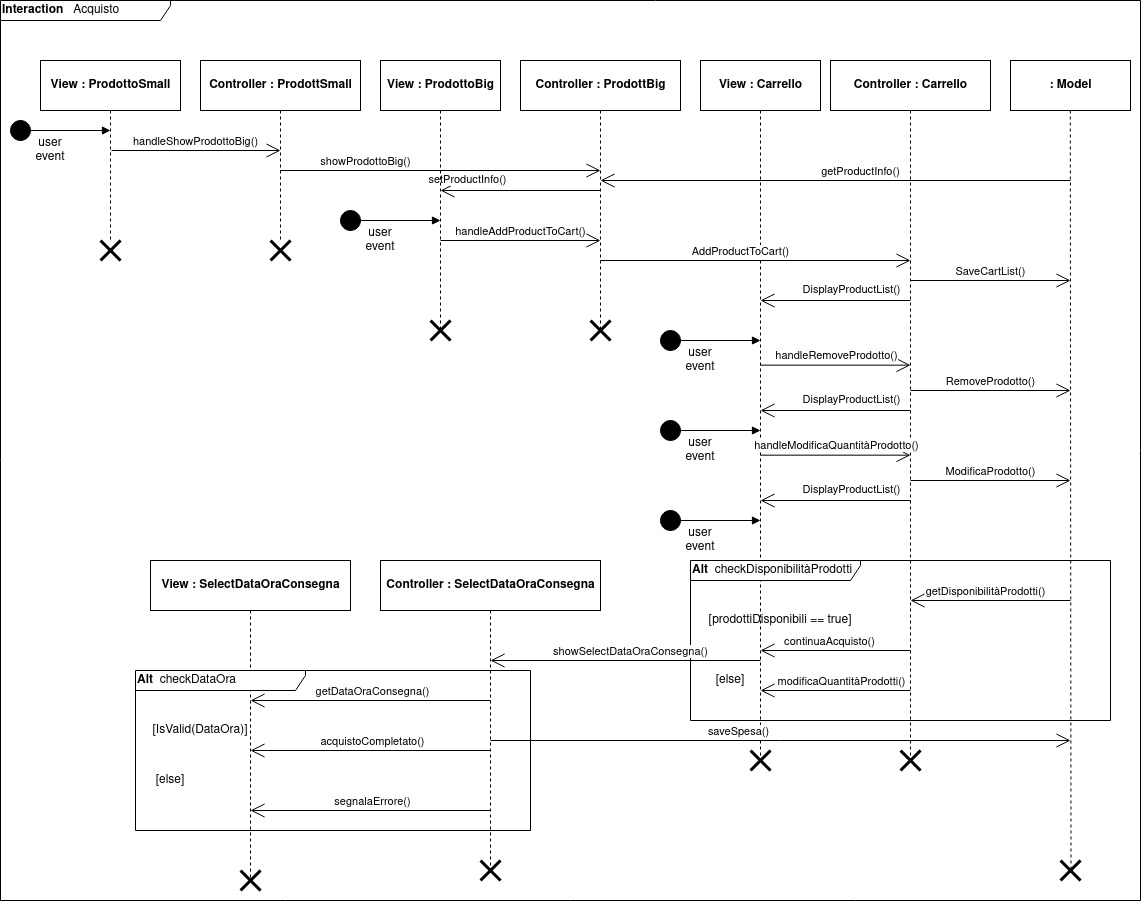 Interaction Acquisto
View : ProdottoSmall
Controller : ProdottSmall
View : ProdottoBig
Controller : ProdottBig
View : Carrello
Controller : Carrello
: Model
user
event
handleShowProdottoBig()
showProdottoBig()
getProductInfo()
setProductInfo()
user
event
handleAddProductToCart()
AddProductToCart()
SaveCartList()
DisplayProductList()
user
event
handleRemoveProdotto()
RemoveProdotto()
DisplayProductList()
user
event
handleModificaQuantitàProdotto()
ModificaProdotto()
DisplayProductList()
user
event
View : SelectDataOraConsegna
Controller : SelectDataOraConsegna
Alt checkDisponibilitàProdotti
getDisponibilitàProdotti()
[prodottiDisponibili == true]
continuaAcquisto()
showSelectDataOraConsegna()
[else]
modificaQuantitàProdotti()
Alt checkDataOra
getDataOraConsegna()
[IsValid(DataOra)]
saveSpesa()
acquistoCompletato()
[else]
segnalaErrore()